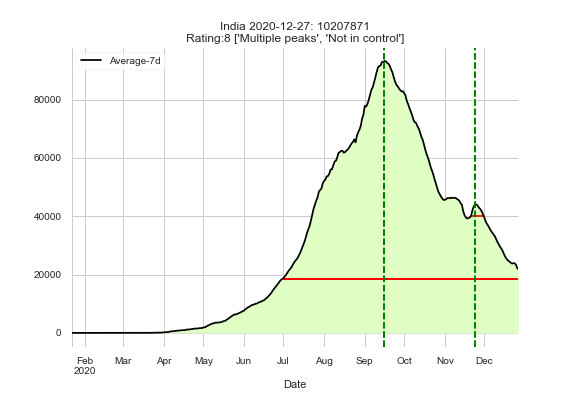 India 2020-12-27: 10207871
Rating:8 ['Multiple peaks', 'Not in control']
Average-7d
80000
60000
40000
20000
0
Feb Mar Apr May Jun Jul Aug Sep Oct Nov Dec
2020
Date